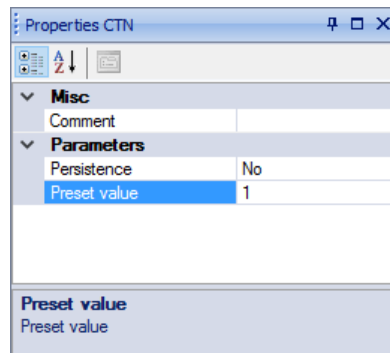 Properties CTN
Misc
Comment
Parameters
Persistence No
Preset value 1
Preset value
Preset value